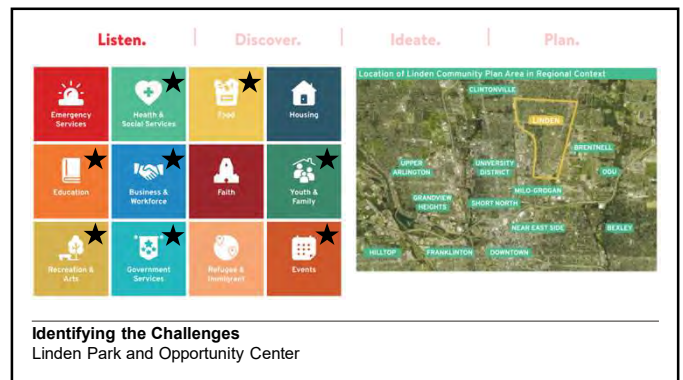 Listen.
Discover.
Ideate.
Plan.
Emergency
Services
Health &
Social Services
Food
Housing
Education
Business &
Workforce
Faith
Youth &
Family
Recreation &
Arts
Government
Services
Refugee &
Immigrant
Events
Location of Linden Community Plan Area in Regional Context
CLINTONVILLE
LINDEN
BRENTNELL
UPPER
ARLINGTON
UNIVERSITY
DISTRICT
OSU
MILO-GROGAN
GRANDVIEW
HEIGHTS
SHORT NORTH
NEAR EAST SIDE
BEXLEY
HILLTOP
FRANKLINTON
DOWNTOWN
Identifying the Challenges
Linden Park and Opportunity Center